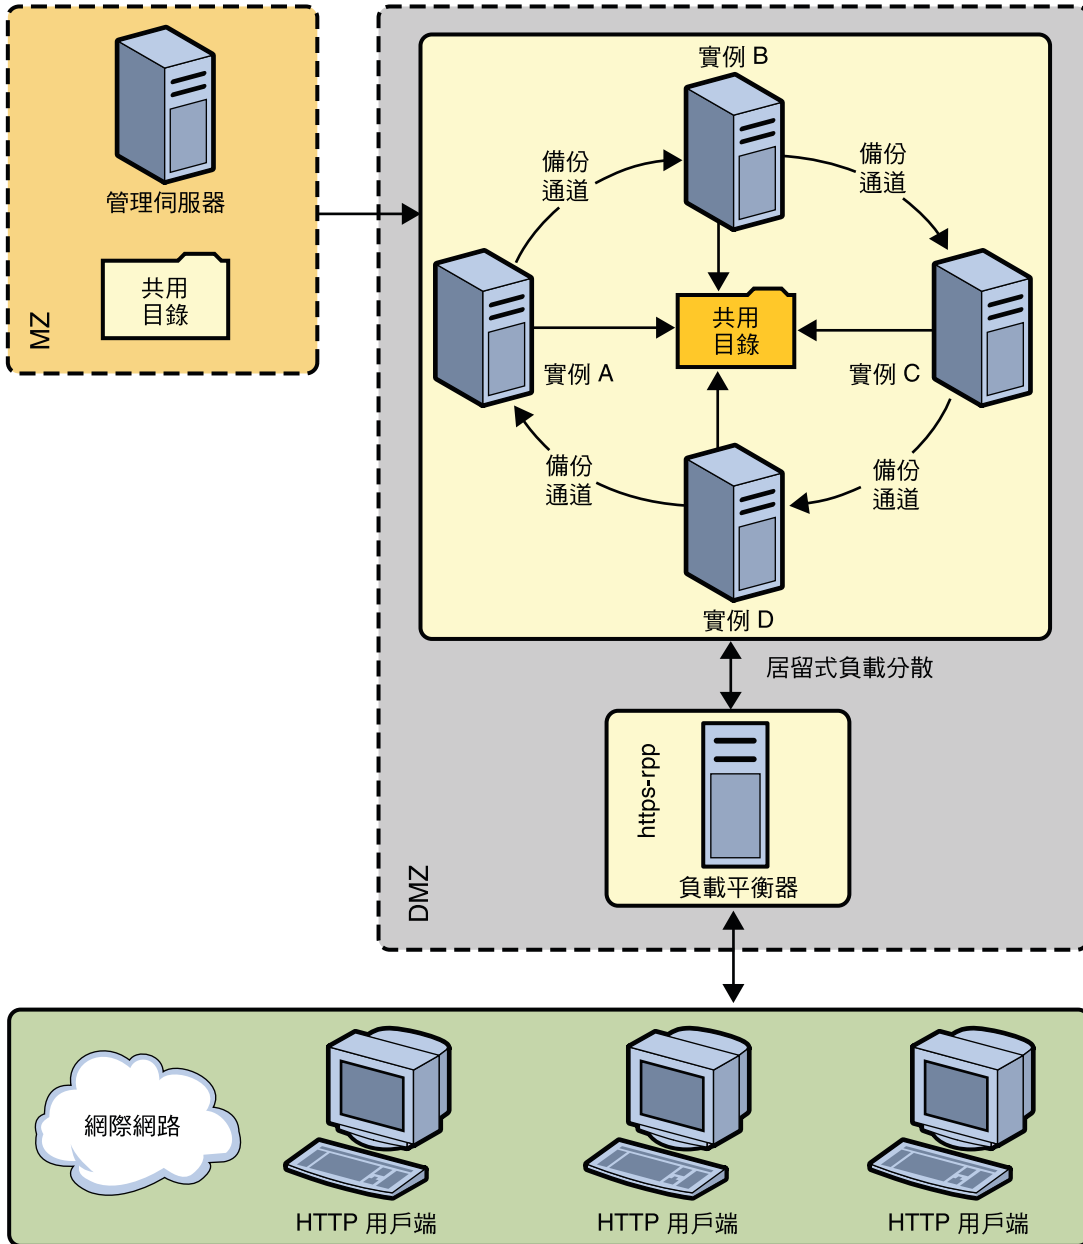 管理伺服器
共用
目錄
MZ
實例 B
備份
通道
備份
通道
共用
目錄
實例 A
實例 C
備份
通道
備份
通道
實例 D
居留式負載分散
https-rpp
負載平衡器
DMZ
網際網路
HTTP 用戶端
HTTP 用戶端
HTTP 用戶端